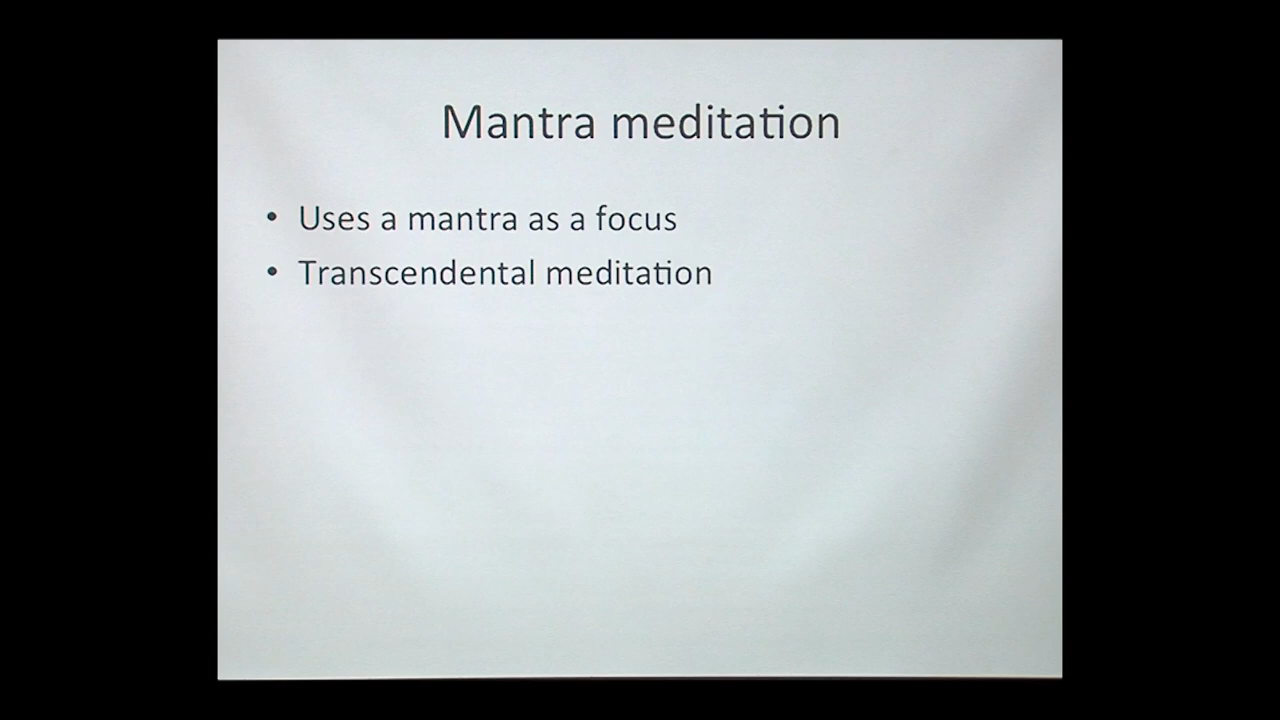 Mantra meditation
• Uses a mantra as a focus
• Transcendental meditation